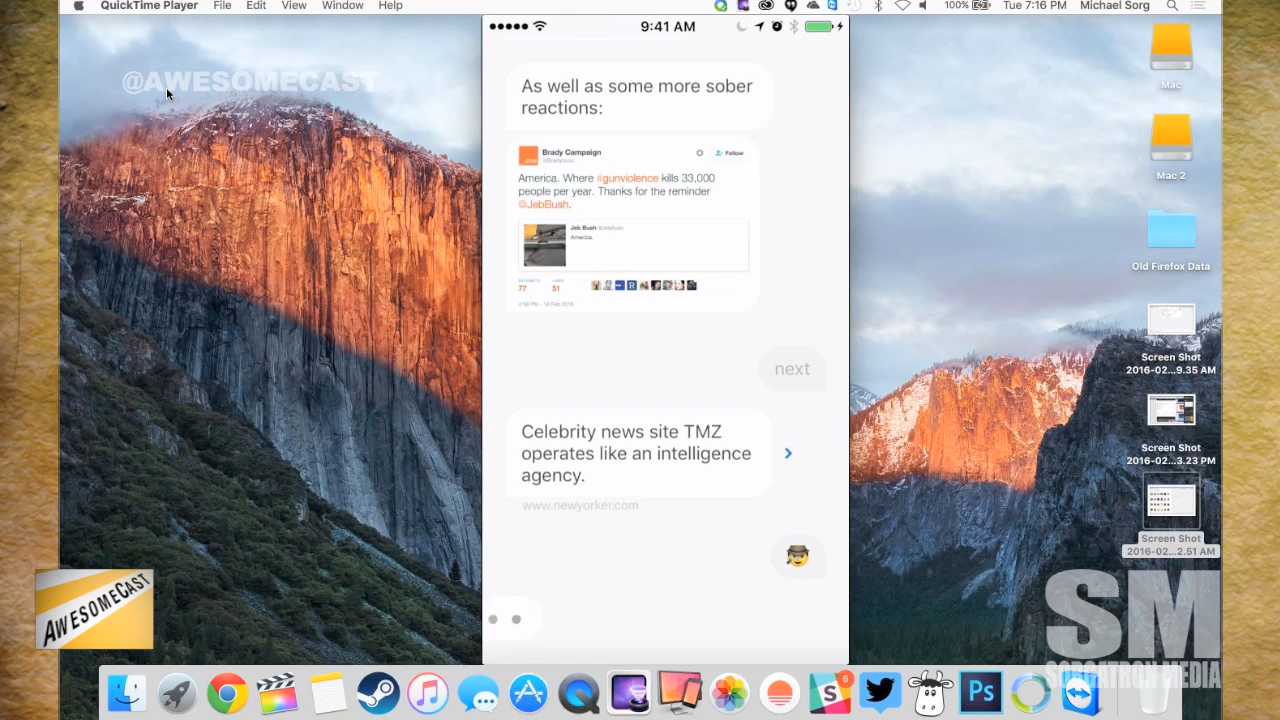 QuickTime Player File Edit View Window Help
100% Tue 7:16 PM Michael Sorg
9:41 AM
@AWESOMECAST
As well as some more sober
reactions:
Brady Campaign
Follow
America. Where #gunviolence kills 33,000
people per year. Thanks for the reminder
@JebBush.
Jeb Bush @JebBush
America.
77 51
next
Celebrity news site TMZ
operates like an intelligence
agency.
www.newyorker.com
Mac
Mac 2
Old Firefox Data
Screen Shot
2016-02...9.35 AM
Screen Shot
2016-02...3.23 PM
Screen Shot
2016-02...2.51 AM
AWESOMECAST
SM
SORGATRON MEDIA
6
S
Ps